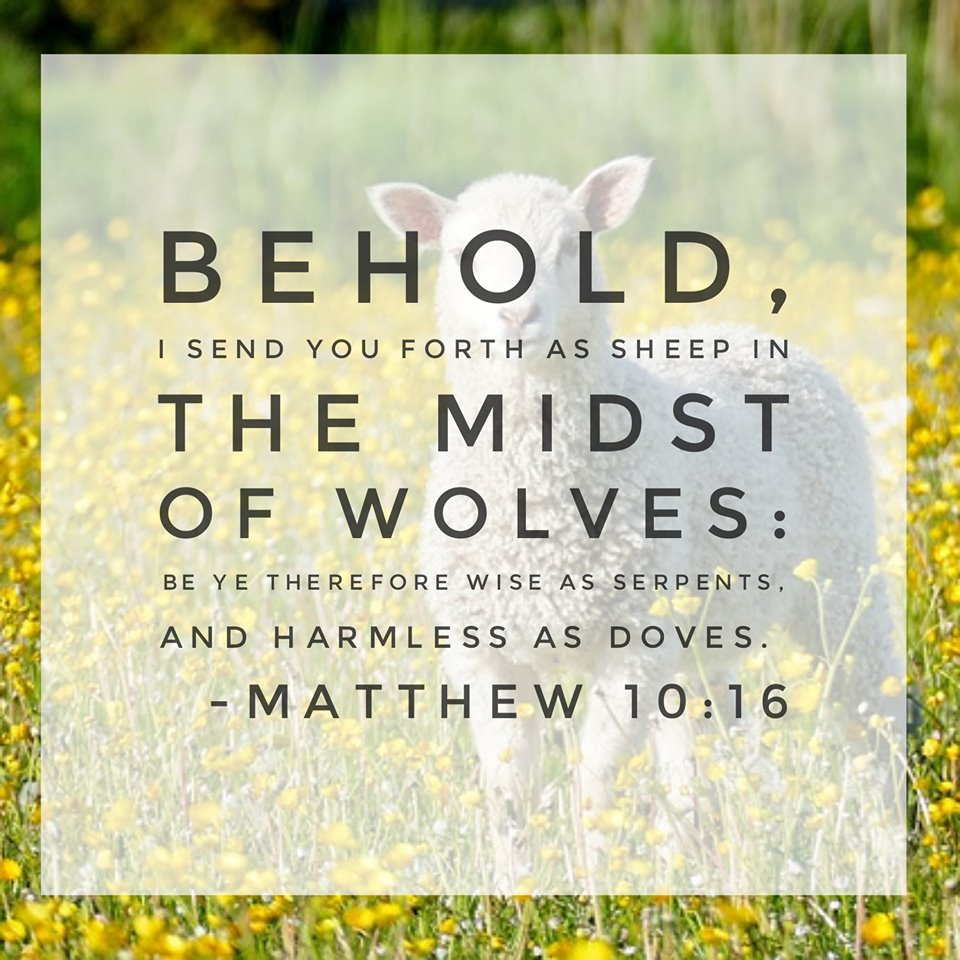 BEHOLD,
I SEND YOU FORTH AS SHEEP IN
THE MIDST
OF WOLVES:
BE YE THEREFORE WISE AS SERPENTS,
AND HARMLESS AS DOVES.
-MATTHEW 10:16